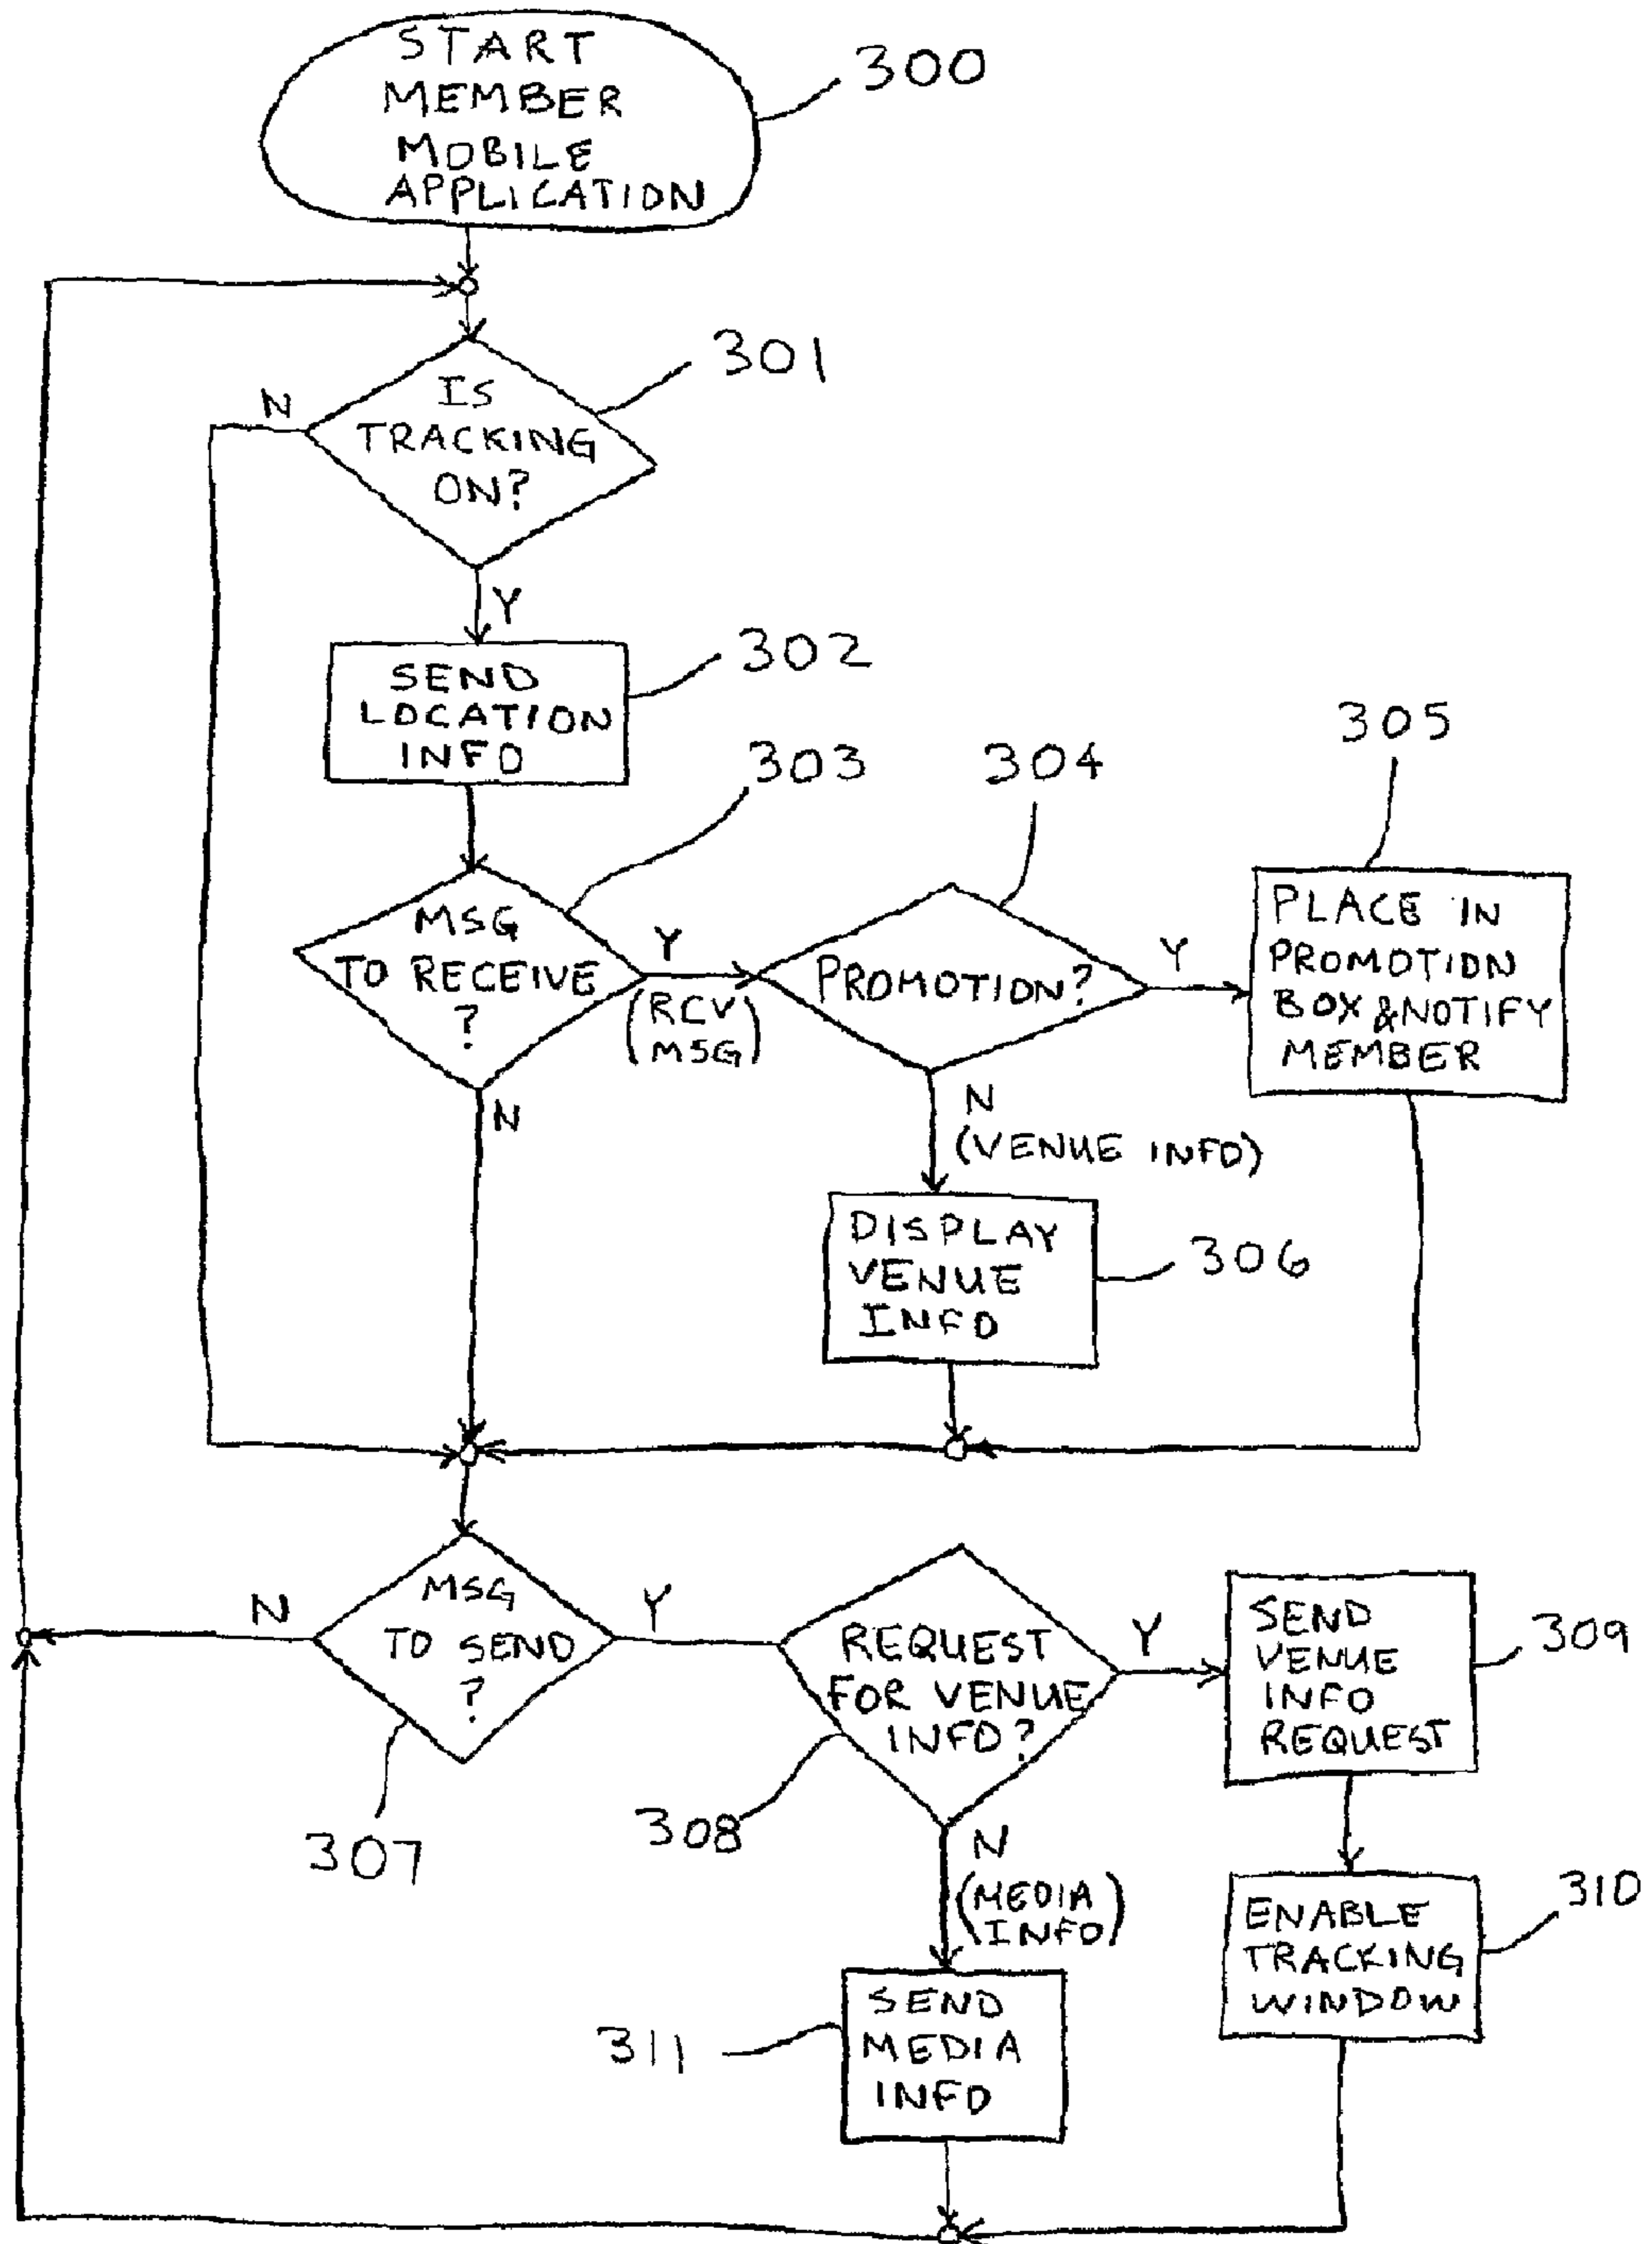 START
MEMBER
MOBILE
APPLICATION
300
IS
TRACKING
ON?
301
N
Y
SEND
LOCATION
INFO
302
MSG
TO RECEIVE
?
303
Y
(RCV
MSG)
N
PROMOTION?
304
Y
N
(VENUE INFO)
PLACE IN
PROMOTION
BOX & NOTIFY
MEMBER
305
DISPLAY
VENUE
INFO
306
MSG
TO SEND
?
307
N
Y
REQUEST
FOR VENUE
INFO?
308
Y
N
(MEDIA
INFO)
SEND
VENUE
INFO
REQUEST
309
ENABLE
TRACKING
WINDOW
310
SEND
MEDIA
INFO
311